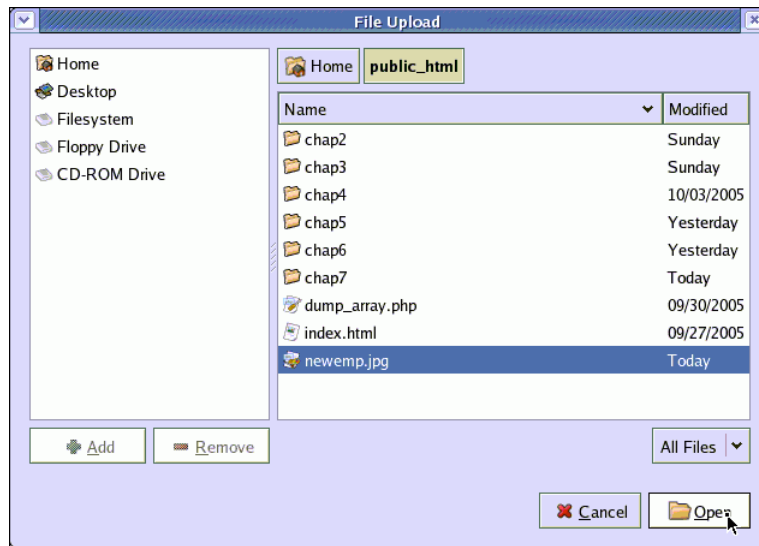 File Upload
Home
Desktop
Filesystem
Floppy Drive
CD-ROM Drive
Home public_html
Name Modified
chap2 Sunday
chap3 Sunday
chap4 10/03/2005
chap5 Yesterday
chap6 Yesterday
chap7 Today
dump_array.php 09/30/2005
index.html 09/27/2005
newemp.jpg Today
Add Remove
All Files
Cancel Open